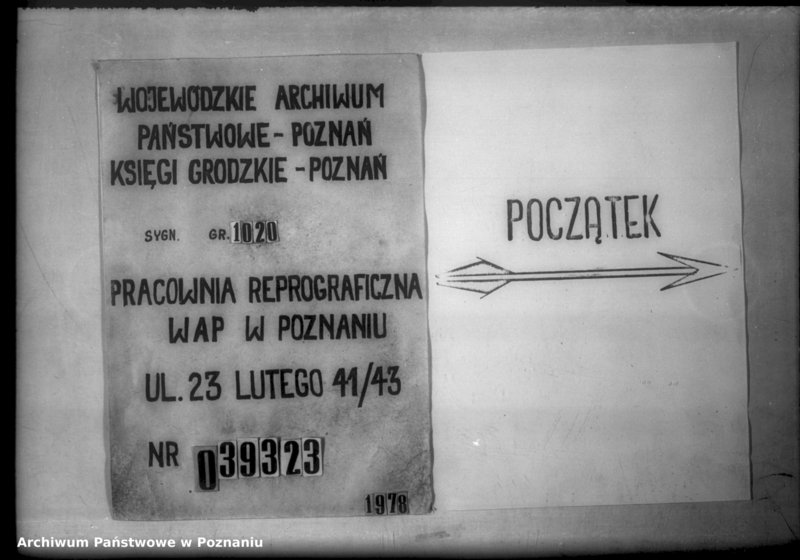 WOJEWÓDZKIE ARCHIWUM
PAŃSTWOWE - POZNAŃ
KSIĘGI GRODZKIE - POZNAŃ
SYGN. GR. 1020
PRACOWNIA REPROGRAFICZNA
WAP W POZNANIU
UL. 23 LUTEGO 41/43
NR 039323
1978
POCZĄTEK
Archiwum Państwowe w Poznaniu